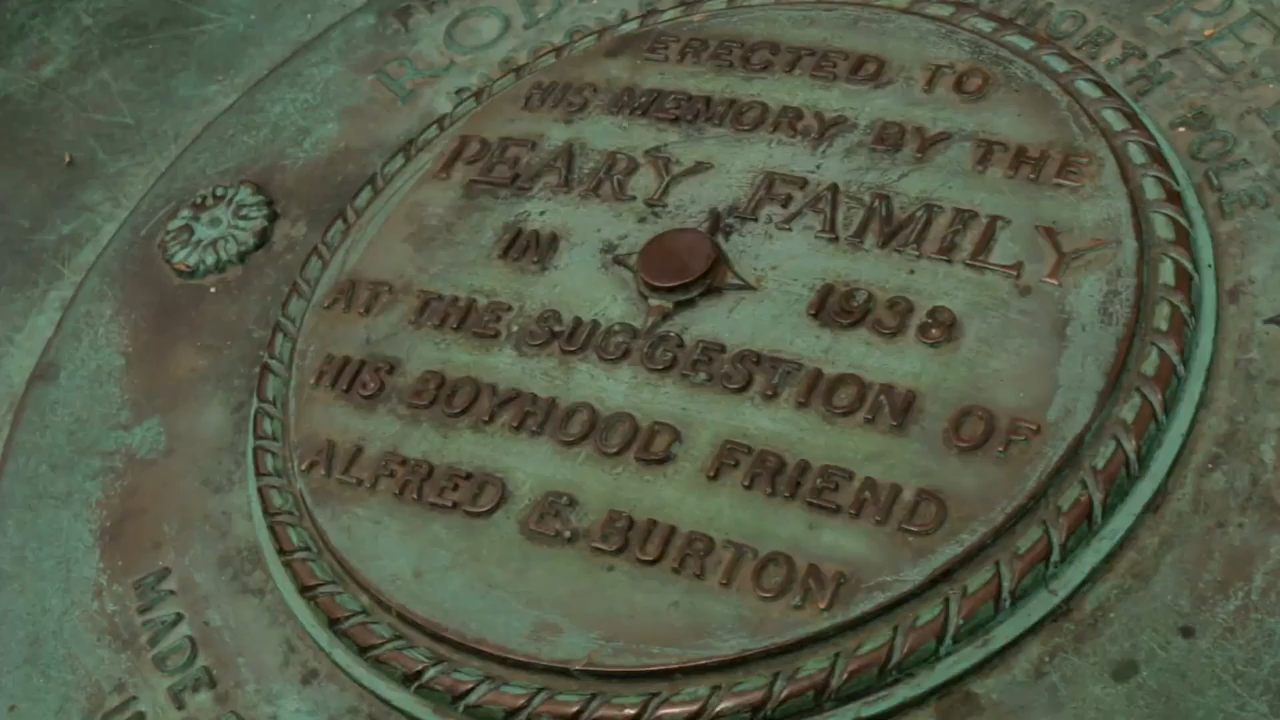 ERECTED TO
HIS MEMORY BY THE
PEARY FAMILY
IN 1938
AT THE SUGGESTION OF
HIS BOYHOOD FRIEND
ALFRED E. BURTON
NORTH POLE
MADE